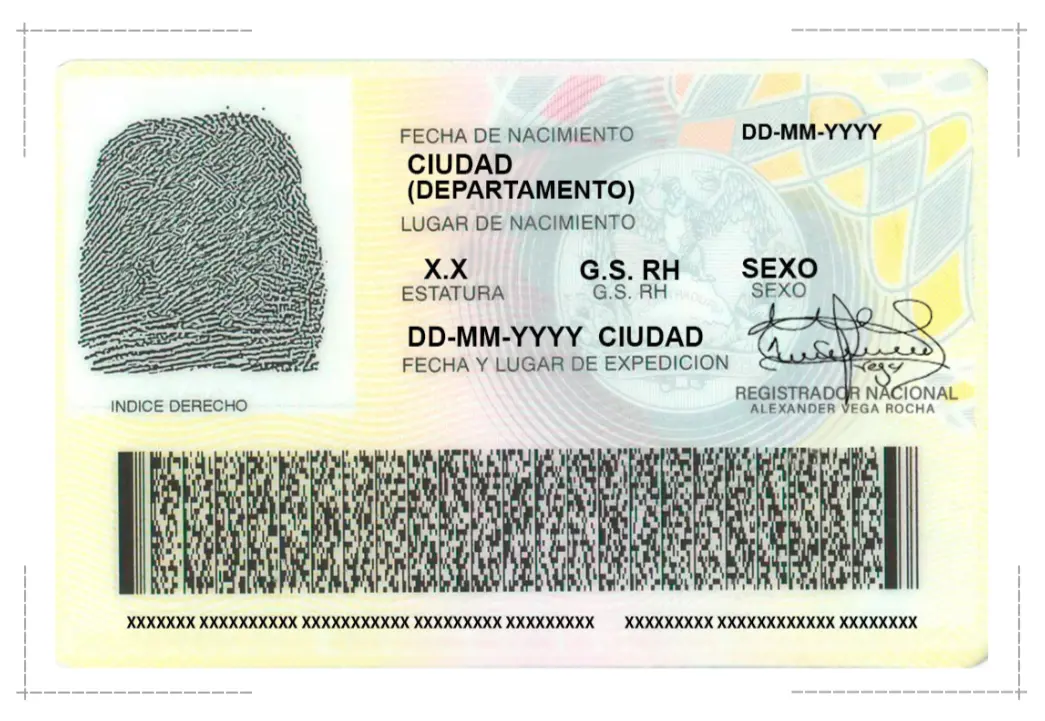 FECHA DE NACIMIENTO DD-MM-YYYY
CIUDAD
(DEPARTAMENTO)
LUGAR DE NACIMIENTO
X.X G.S. RH SEXO
ESTATURA G.S. RH SEXO
DD-MM-YYYY CIUDAD
FECHA Y LUGAR DE EXPEDICION
REGISTRADOR NACIONAL
ALEXANDER VEGA ROCHA
INDICE DERECHO
XXXXXXX XXXXXXXXXX XXXXXXXXXXX XXXXXXXXX XXXXXXXXX XXXXXXXXX XXXXXXXXXXXX XXXXXXXX